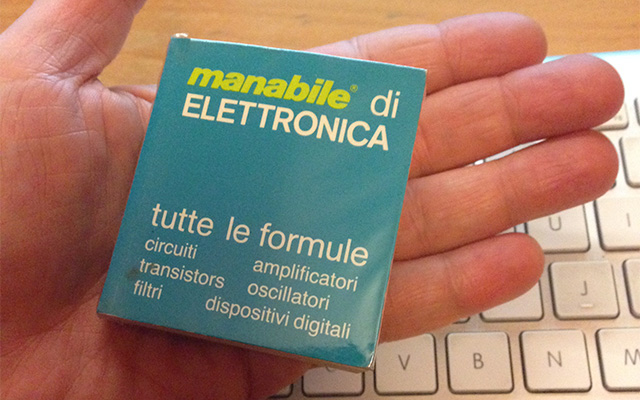 manabile® di
ELETTRONICA
tutte le formule
circuiti amplificatori
transistors oscillatori
filtri dispositivi digitali
U
I
J
C V B N M